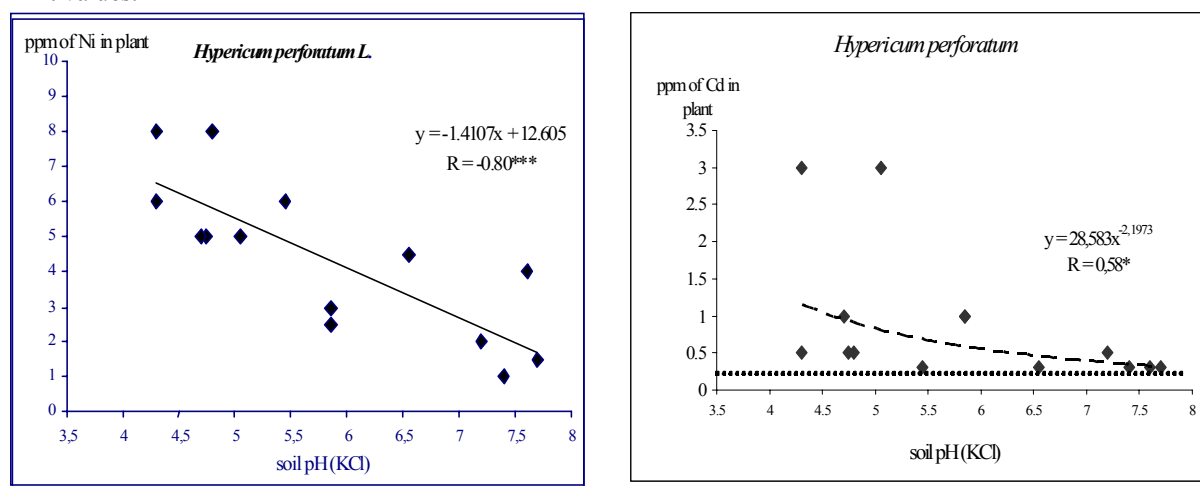 ppm of Ni in plant
Hypericum perforatum L.
10
9
8
7
6
5
4
3
2
1
0
y = -1.4107x + 12.605
R = -0.80***
3,5 4 4,5 5 5,5 6 6,5 7 7,5 8
soil pH (KCl)
Hypericum perforatum
ppm of Cd in
plant
3.5
3
2.5
2
1.5
1
0.5
0
y = 28,583x^-2,1973
R = 0,58*
3.5 4 4.5 5 5.5 6 6.5 7 7.5 8
soil pH (KCl)